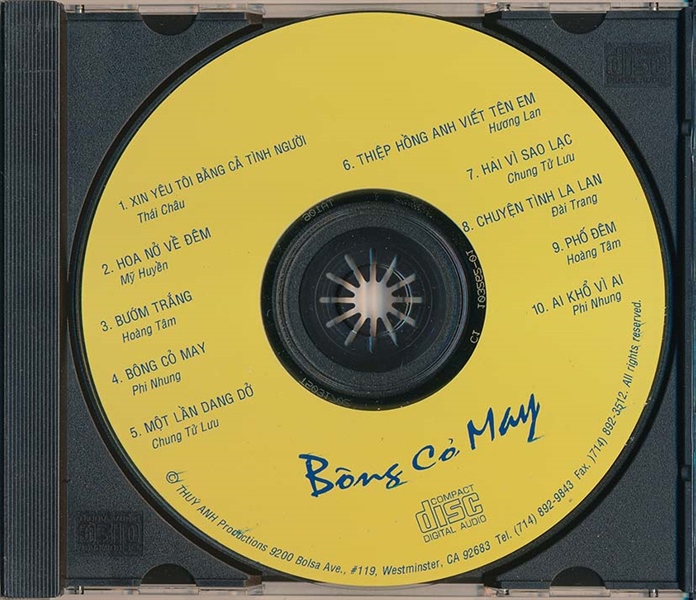 1. XIN YÊU TÔI BẰNG CẢ TÌNH NGƯỜI
Thái Châu
2. HOA NỞ VỀ ĐÊM
Mỹ Huyền
3. BƯỚM TRẮNG
Hoàng Tâm
4. BÔNG CỎ MAY
Phi Nhung
5. MỘT LẦN DANG DỞ
Chung Tử Lưu
6. THIỆP HỒNG ANH VIẾT TÊN EM
Hương Lan
7. HAI VÌ SAO LẠC
Chung Tử Lưu
8. CHUYỆN TÌNH LA LAN
Đài Trang
9. PHỐ ĐÊM
Hoàng Tâm
10. AI KHỔ VÌ AI
Phi Nhung
Bông Cỏ May
COMPACT
disc
DIGITAL AUDIO
© THUÝ ANH Productions 9200 Bolsa Ave., #119, Westminster, CA 92683 Tel. (714) 892-9843 Fax. )714) 892-3512. All rights reserved.